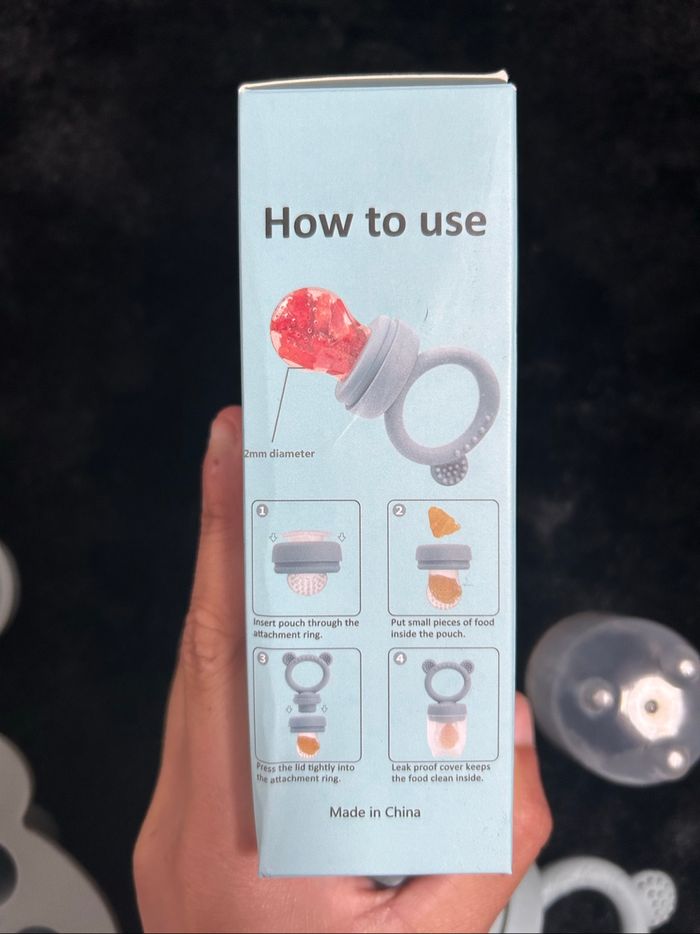 How to use
2mm diameter
1
2
Insert pouch through the
attachment ring.
Put small pieces of food
inside the pouch.
3
4
Press the lid tightly into
the attachment ring.
Leak proof cover keeps
the food clean inside.
Made in China